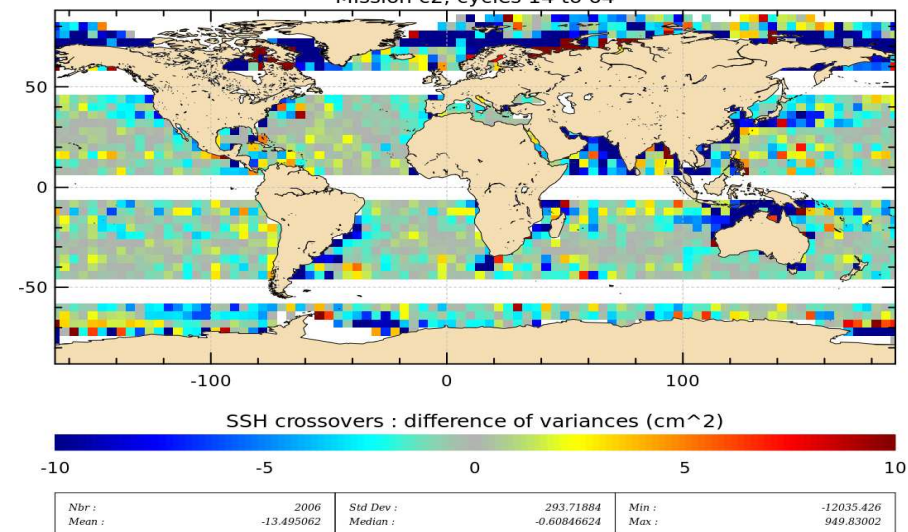 Mission e2, cycles 14 to 64
50
0
-50
-100 0 100
SSH crossovers : difference of variances (cm^2)
-10 -5 0 5 10
Nbr : 2006 Std Dev : 293.71884 Min : -12035.426
Mean : -13.495062 Median : -0.60846624 Max : 949.83002